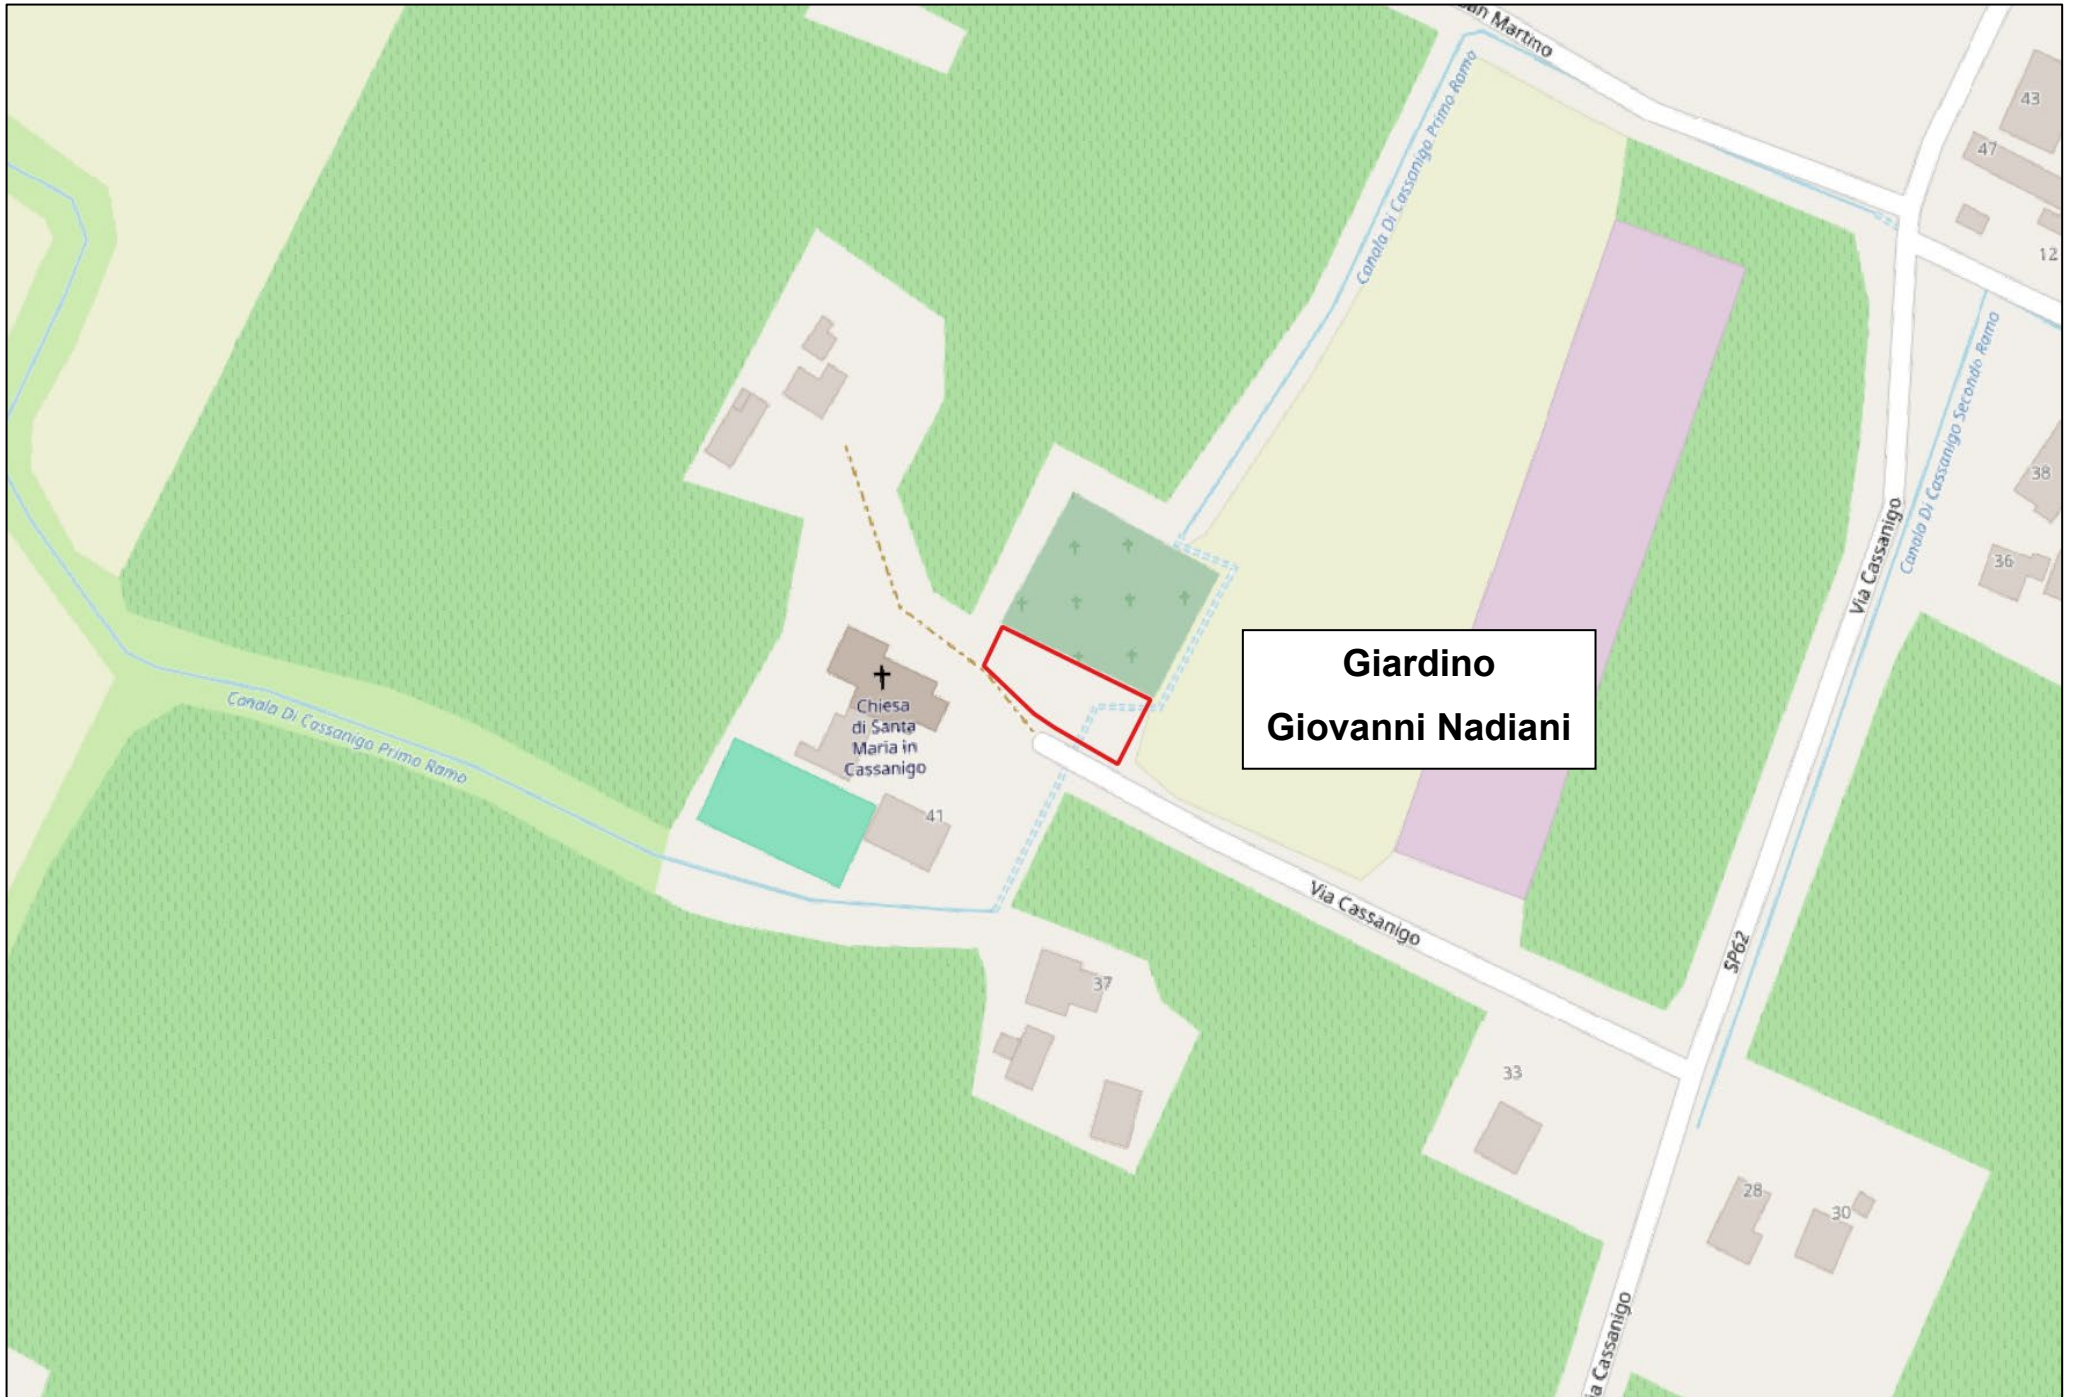 San Martino
43
47
12
Canala Di Cassanigo Primo Ramo
Canala Di Cassanigo Secondo Ramo
38
36
Via Cassanigo
Giardino
Giovanni Nadiani
Chiesa
di Santa
Maria in
Cassanigo
Canala Di Cassanigo Primo Ramo
41
Via Cassanigo
SP62
37
33
28
30
Via Cassanigo